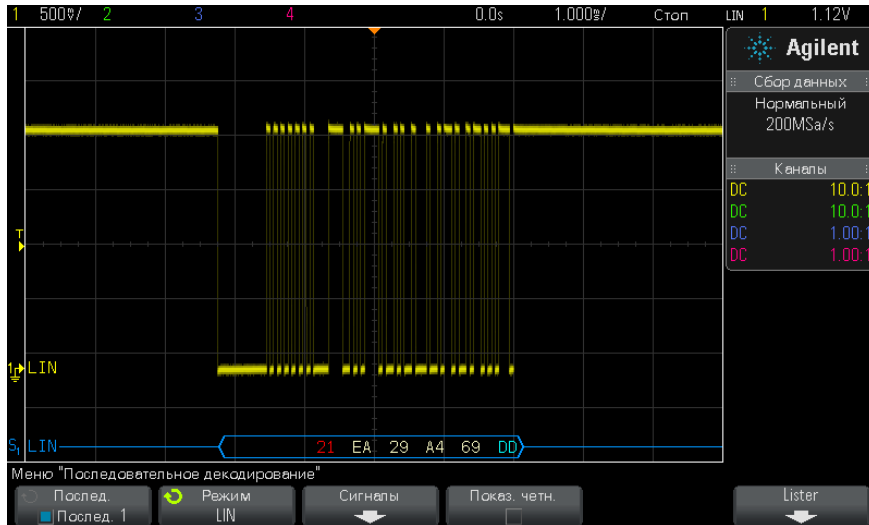 1 500♉/ 2 3 4 0.0s 1.000♉/ Стоп LIN 1 1.12V
Agilent
Сбор данных
Нормальный
200MSa/s
Каналы
DC 10.0:1
DC 10.0:1
DC 1.00:1
DC 1.00:1
T
1 LIN
S1 LIN 21 EA 29 A4 69 DD
Меню "Последовательное декодирование"
Послед. Режим Сигналы Показ. четн. Lister
Послед. 1 LIN